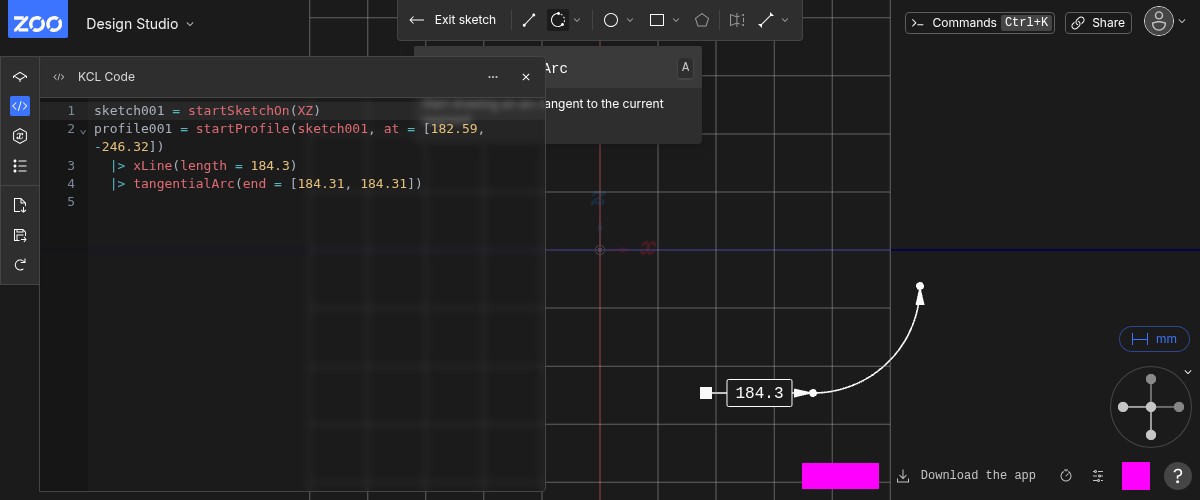 ZOO
Design Studio
Exit sketch
Commands Ctrl+K
Share
KCL Code
Arc
A
tangent to the current
1 sketch001 = startSketchOn(XZ)
2 profile001 = startProfile(sketch001, at = [182.59,
-246.32])
3 |> xLine(length = 184.3)
4 |> tangentialArc(end = [184.31, 184.31])
5
z
x
184.3
mm
Download the app
?